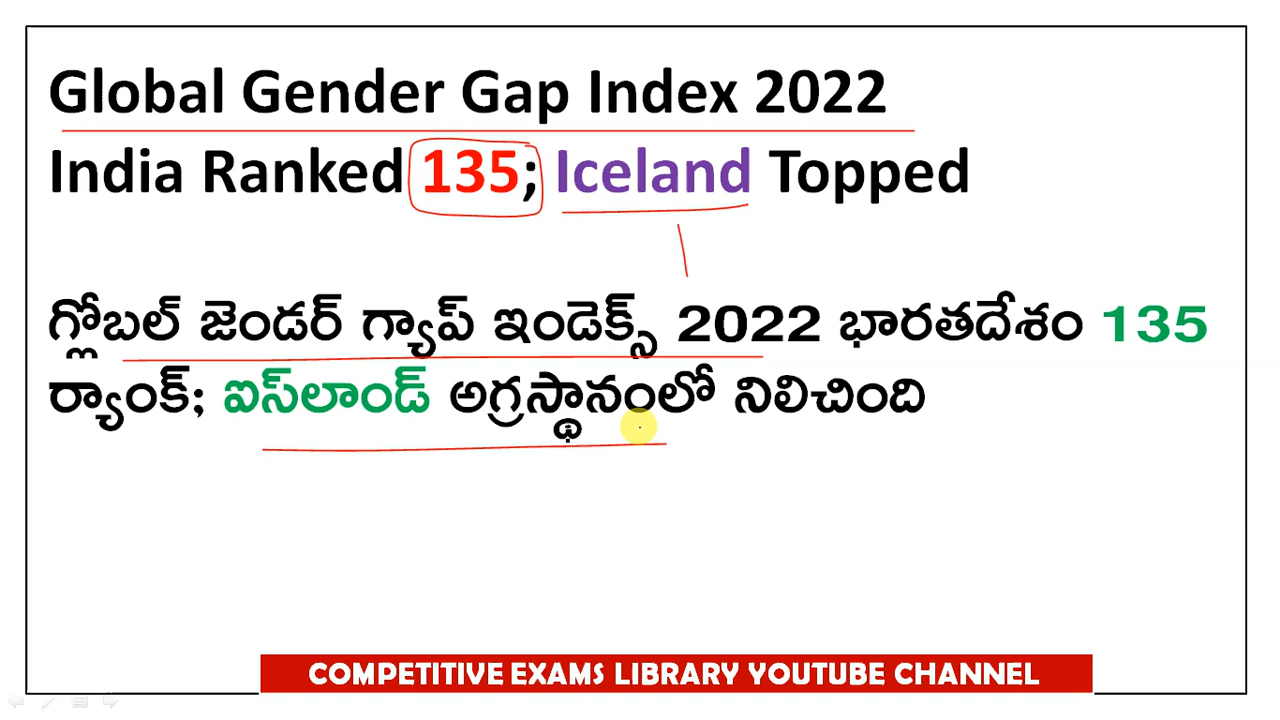 Global Gender Gap Index 2022
India Ranked 135; Iceland Topped
గ్లోబల్ జెండర్ గ్యాప్ ఇండెక్స్ 2022 భారతదేశం 135
ర్యాంక్; ఐస్‌లాండ్ అగ్రస్థానంలో నిలిచింది
COMPETITIVE EXAMS LIBRARY YOUTUBE CHANNEL